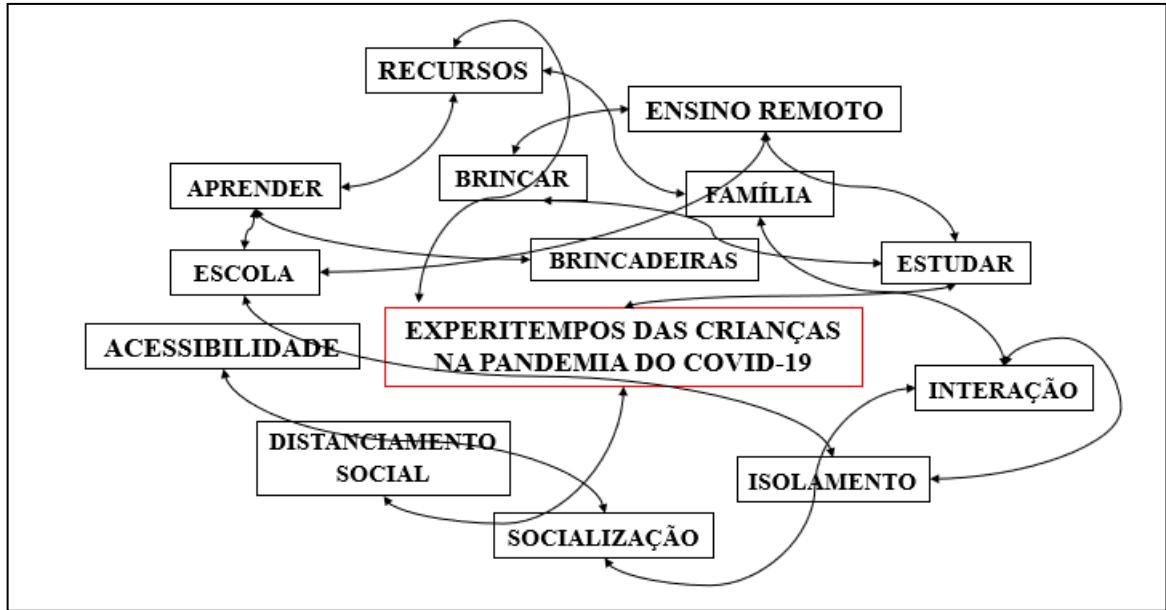 RECURSOS
ENSINO REMOTO
APRENDER
BRINCAR
FAMÍLIA
ESCOLA
BRINCADEIRAS
ESTUDAR
ACESSIBILIDADE
EXPERITEMPOS DAS CRIANÇAS
NA PANDEMIA DO COVID-19
INTERAÇÃO
DISTANCIAMENTO
SOCIAL
ISOLAMENTO
SOCIALIZAÇÃO